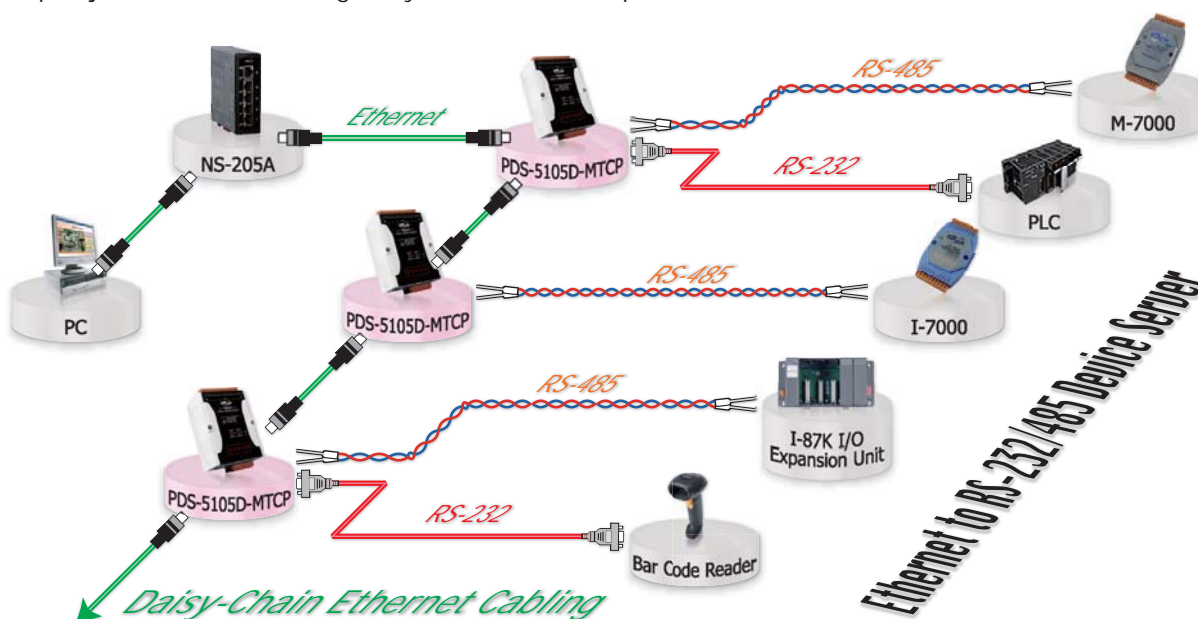 RS-485
M-7000
Ethernet
NS-205A
PDS-5105D-MTCP
RS-232
PLC
RS-485
PC
PDS-5105D-MTCP
I-7000
RS-485
I-87K I/O
Expansion Unit
PDS-5105D-MTCP
RS-232
Bar Code Reader
Daisy-Chain Ethernet Cabling
Ethernet to RS-232/485 Device Server